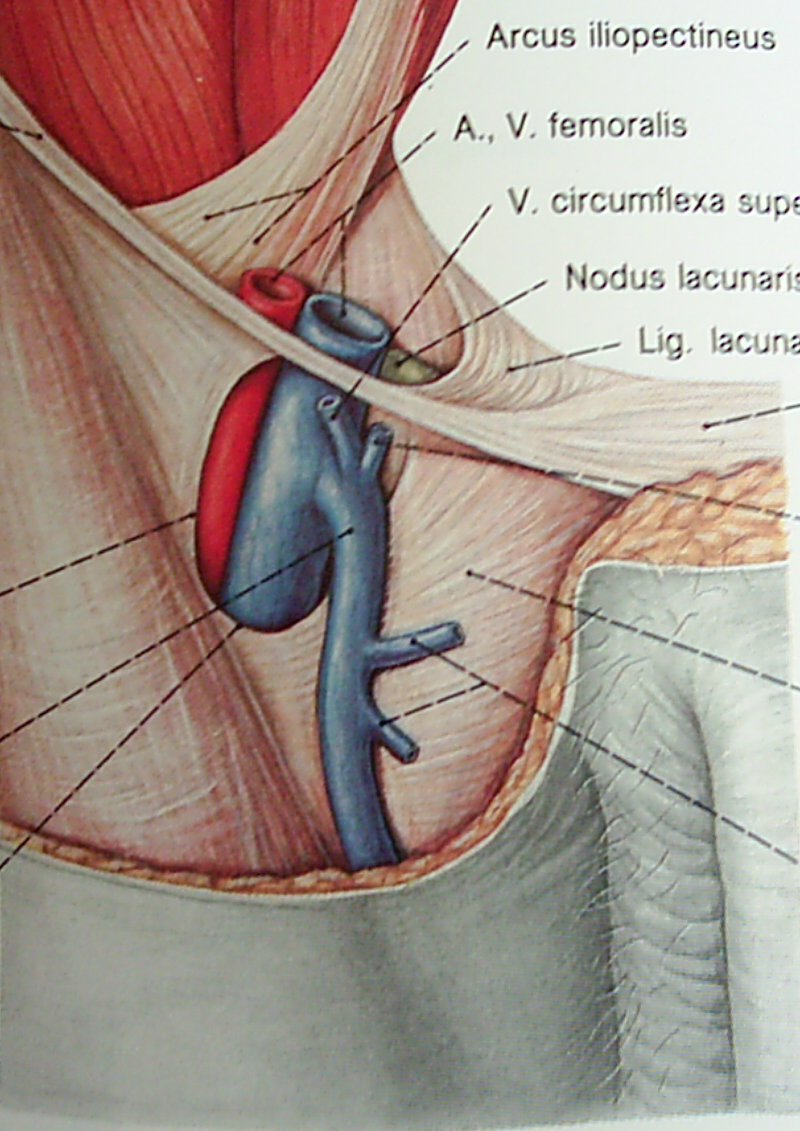 Arcus iliopectineus
A., V. femoralis
V. circumflexa supe
Nodus lacunaris
Lig. lacuna